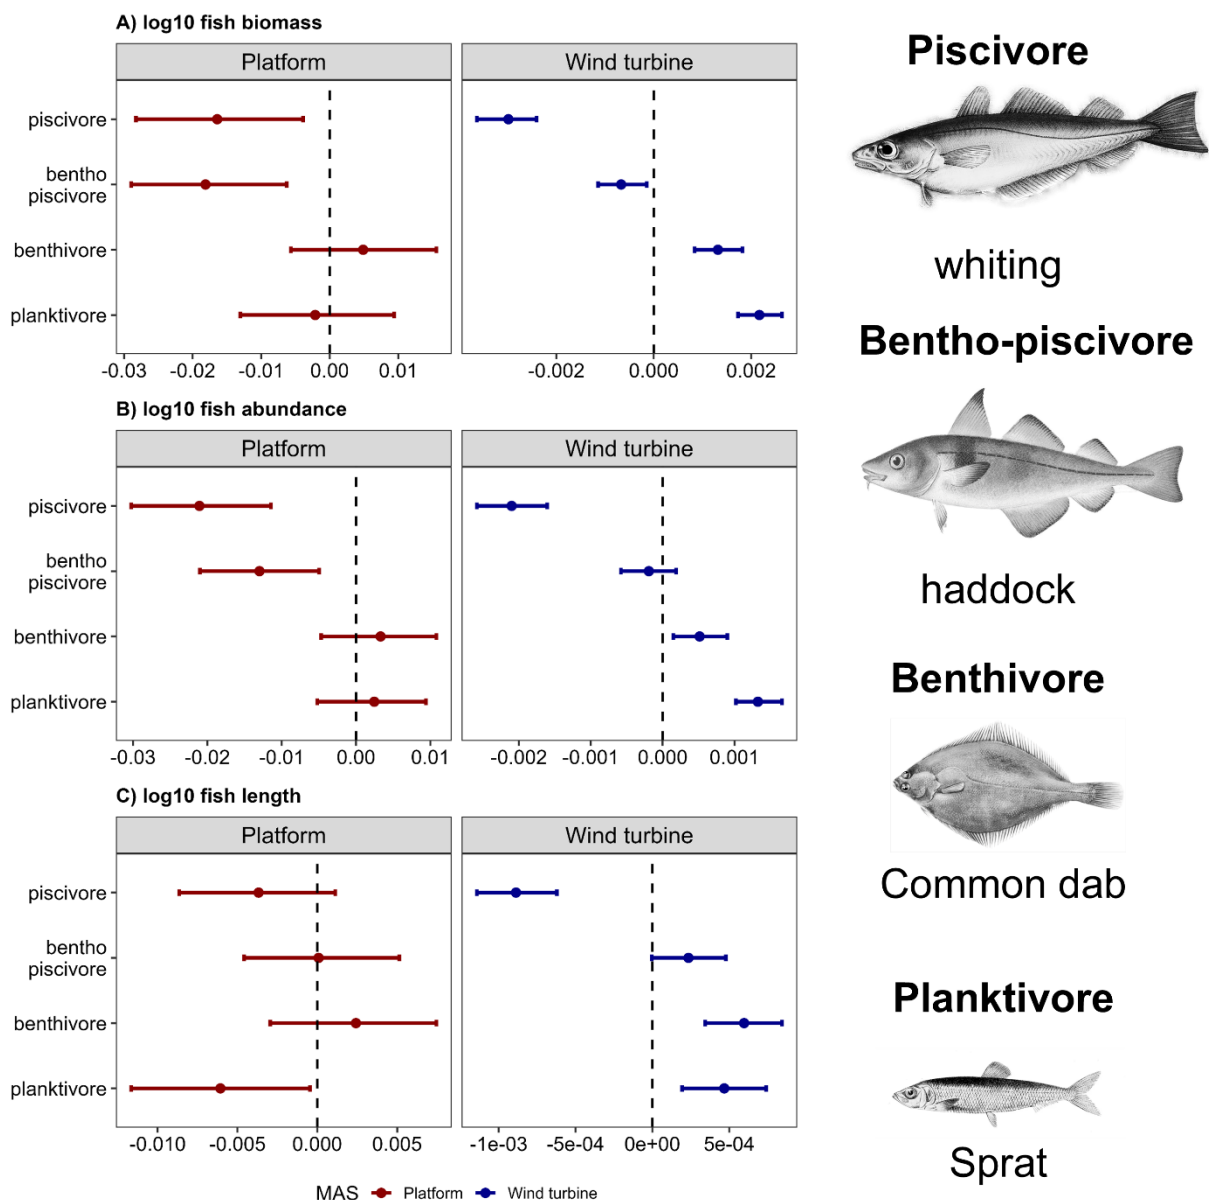 A) log10 fish biomass
Platform
Wind turbine
piscivore
bentho
piscivore
benthivore
planktivore
-0.03 -0.02 -0.01 0.00 0.01
-0.002 0.000 0.002
B) log10 fish abundance
Platform
Wind turbine
piscivore
bentho
piscivore
benthivore
planktivore
-0.03 -0.02 -0.01 0.00 0.01
-0.002 -0.001 0.000 0.001
C) log10 fish length
Platform
Wind turbine
piscivore
bentho
piscivore
benthivore
planktivore
-0.010 -0.005 0.000 0.005
-1e-03 -5e-04 0e+00 5e-04
MAS Platform Wind turbine
Piscivore
whiting
Bentho-piscivore
haddock
Benthivore
Common dab
Planktivore
Sprat